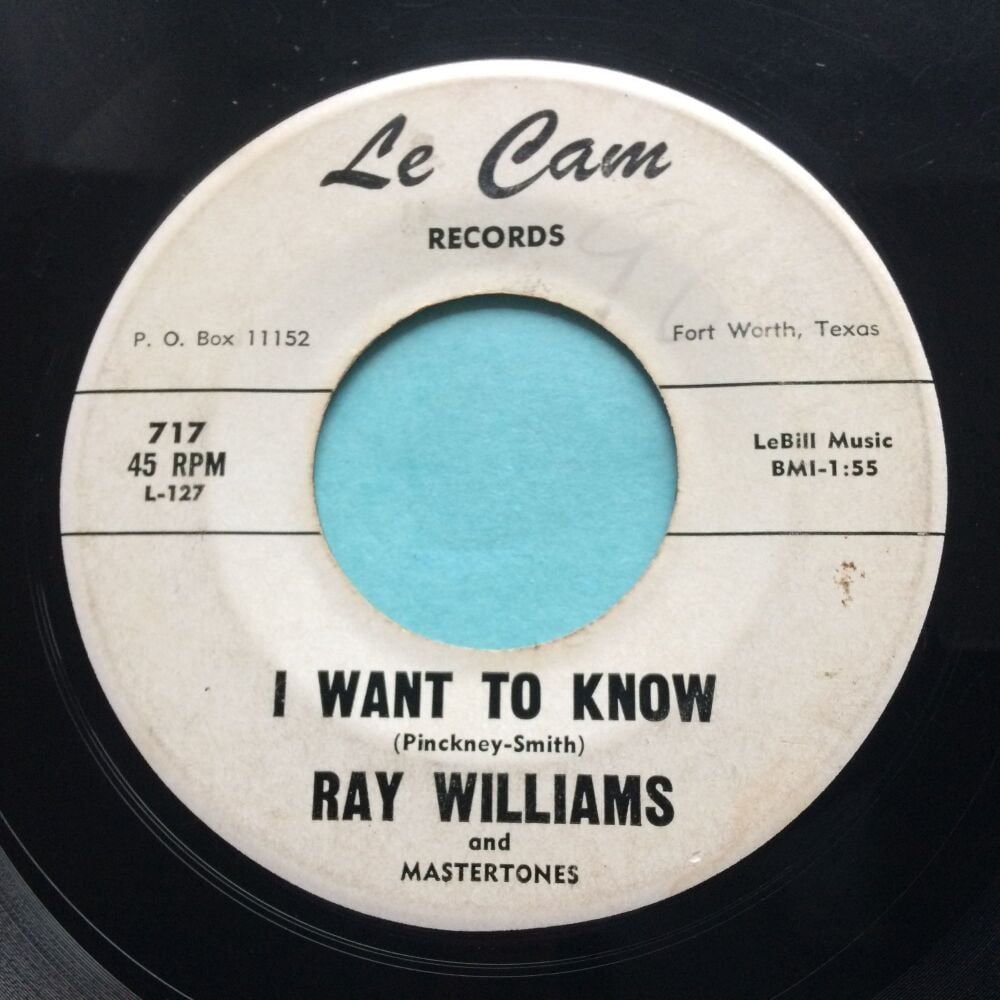 Le Cam
RECORDS
P. O. Box 11152
Fort Worth, Texas
717
45 RPM
L-127
LeBill Music
BMI-1:55
I WANT TO KNOW
(Pinckney-Smith)
RAY WILLIAMS
and
MASTERTONES